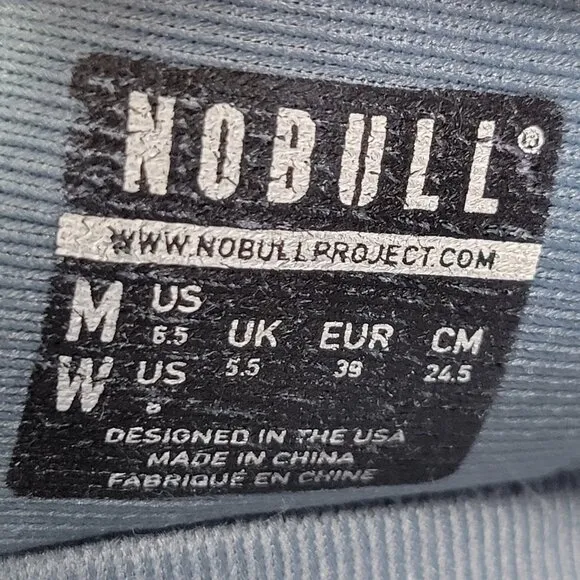 NOBULL®
WWW.NOBULLPROJECT.COM
M US 6.5 UK 5.5 EUR 39 CM 24.5
W US 8
DESIGNED IN THE USA
MADE IN CHINA
FABRIQUÉ EN CHINE